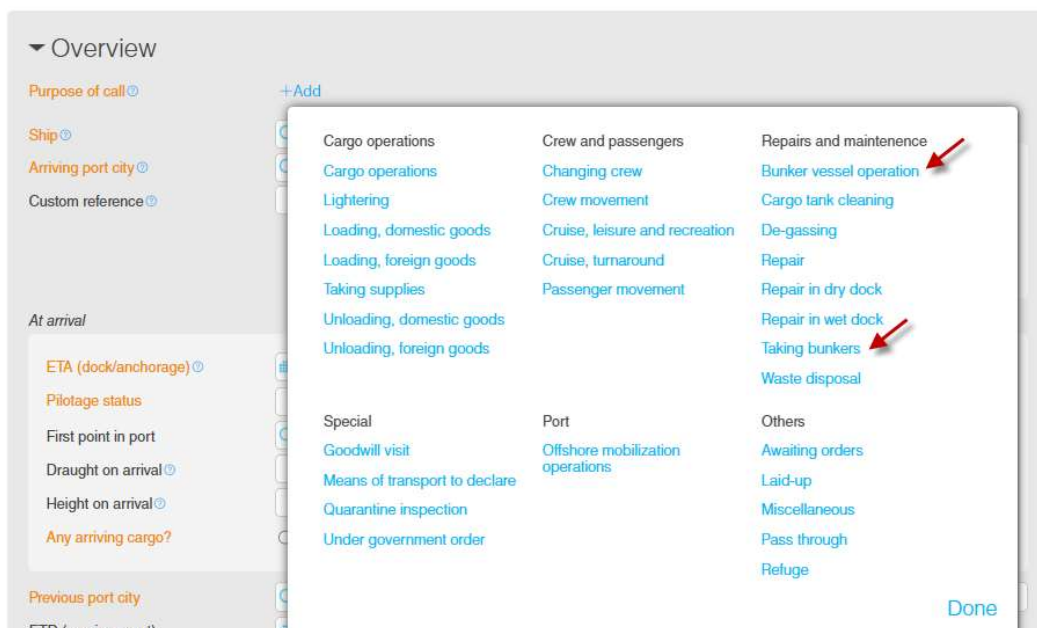 Overview
Purpose of call
+Add
Ship
Arriving port city
Custom reference
At arrival
ETA (dock/anchorage)
Pilotage status
First point in port
Draught on arrival
Height on arrival
Any arriving cargo?
Previous port city
Cargo operations
Cargo operations
Lightering
Loading, domestic goods
Loading, foreign goods
Taking supplies
Unloading, domestic goods
Unloading, foreign goods
Crew and passengers
Changing crew
Crew movement
Cruise, leisure and recreation
Cruise, turnaround
Passenger movement
Repairs and maintenence
Bunker vessel operation
Cargo tank cleaning
De-gassing
Repair
Repair in dry dock
Repair in wet dock
Taking bunkers
Waste disposal
Special
Goodwill visit
Means of transport to declare
Quarantine inspection
Under government order
Port
Offshore mobilization
operations
Others
Awaiting orders
Laid-up
Miscellaneous
Pass through
Refuge
Done